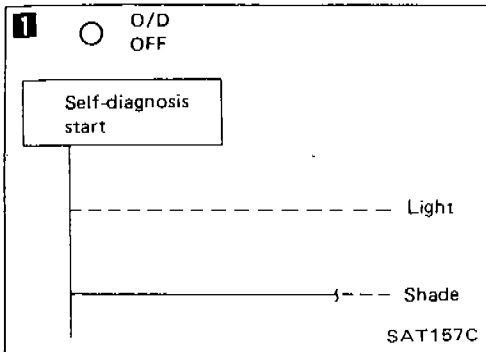 1
O/D
OFF
Self-diagnosis
start
Light
Shade
SAT157C